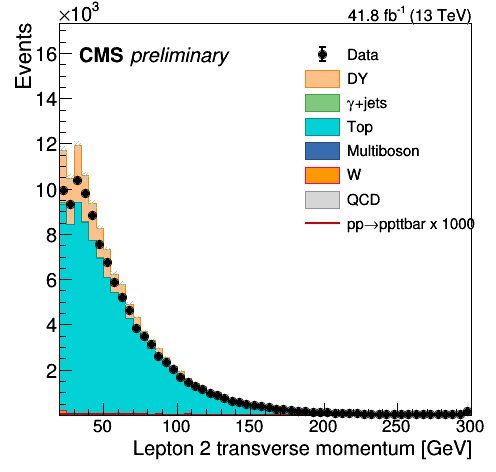 ×10³
41.8 fb⁻¹ (13 TeV)
Events
CMS preliminary
Data
DY
γ+jets
Top
Multiboson
W
QCD
pp→ppttbar x 1000
16
14
12
10
8
6
4
2
50 100 150 200 250 300
Lepton 2 transverse momentum [GeV]